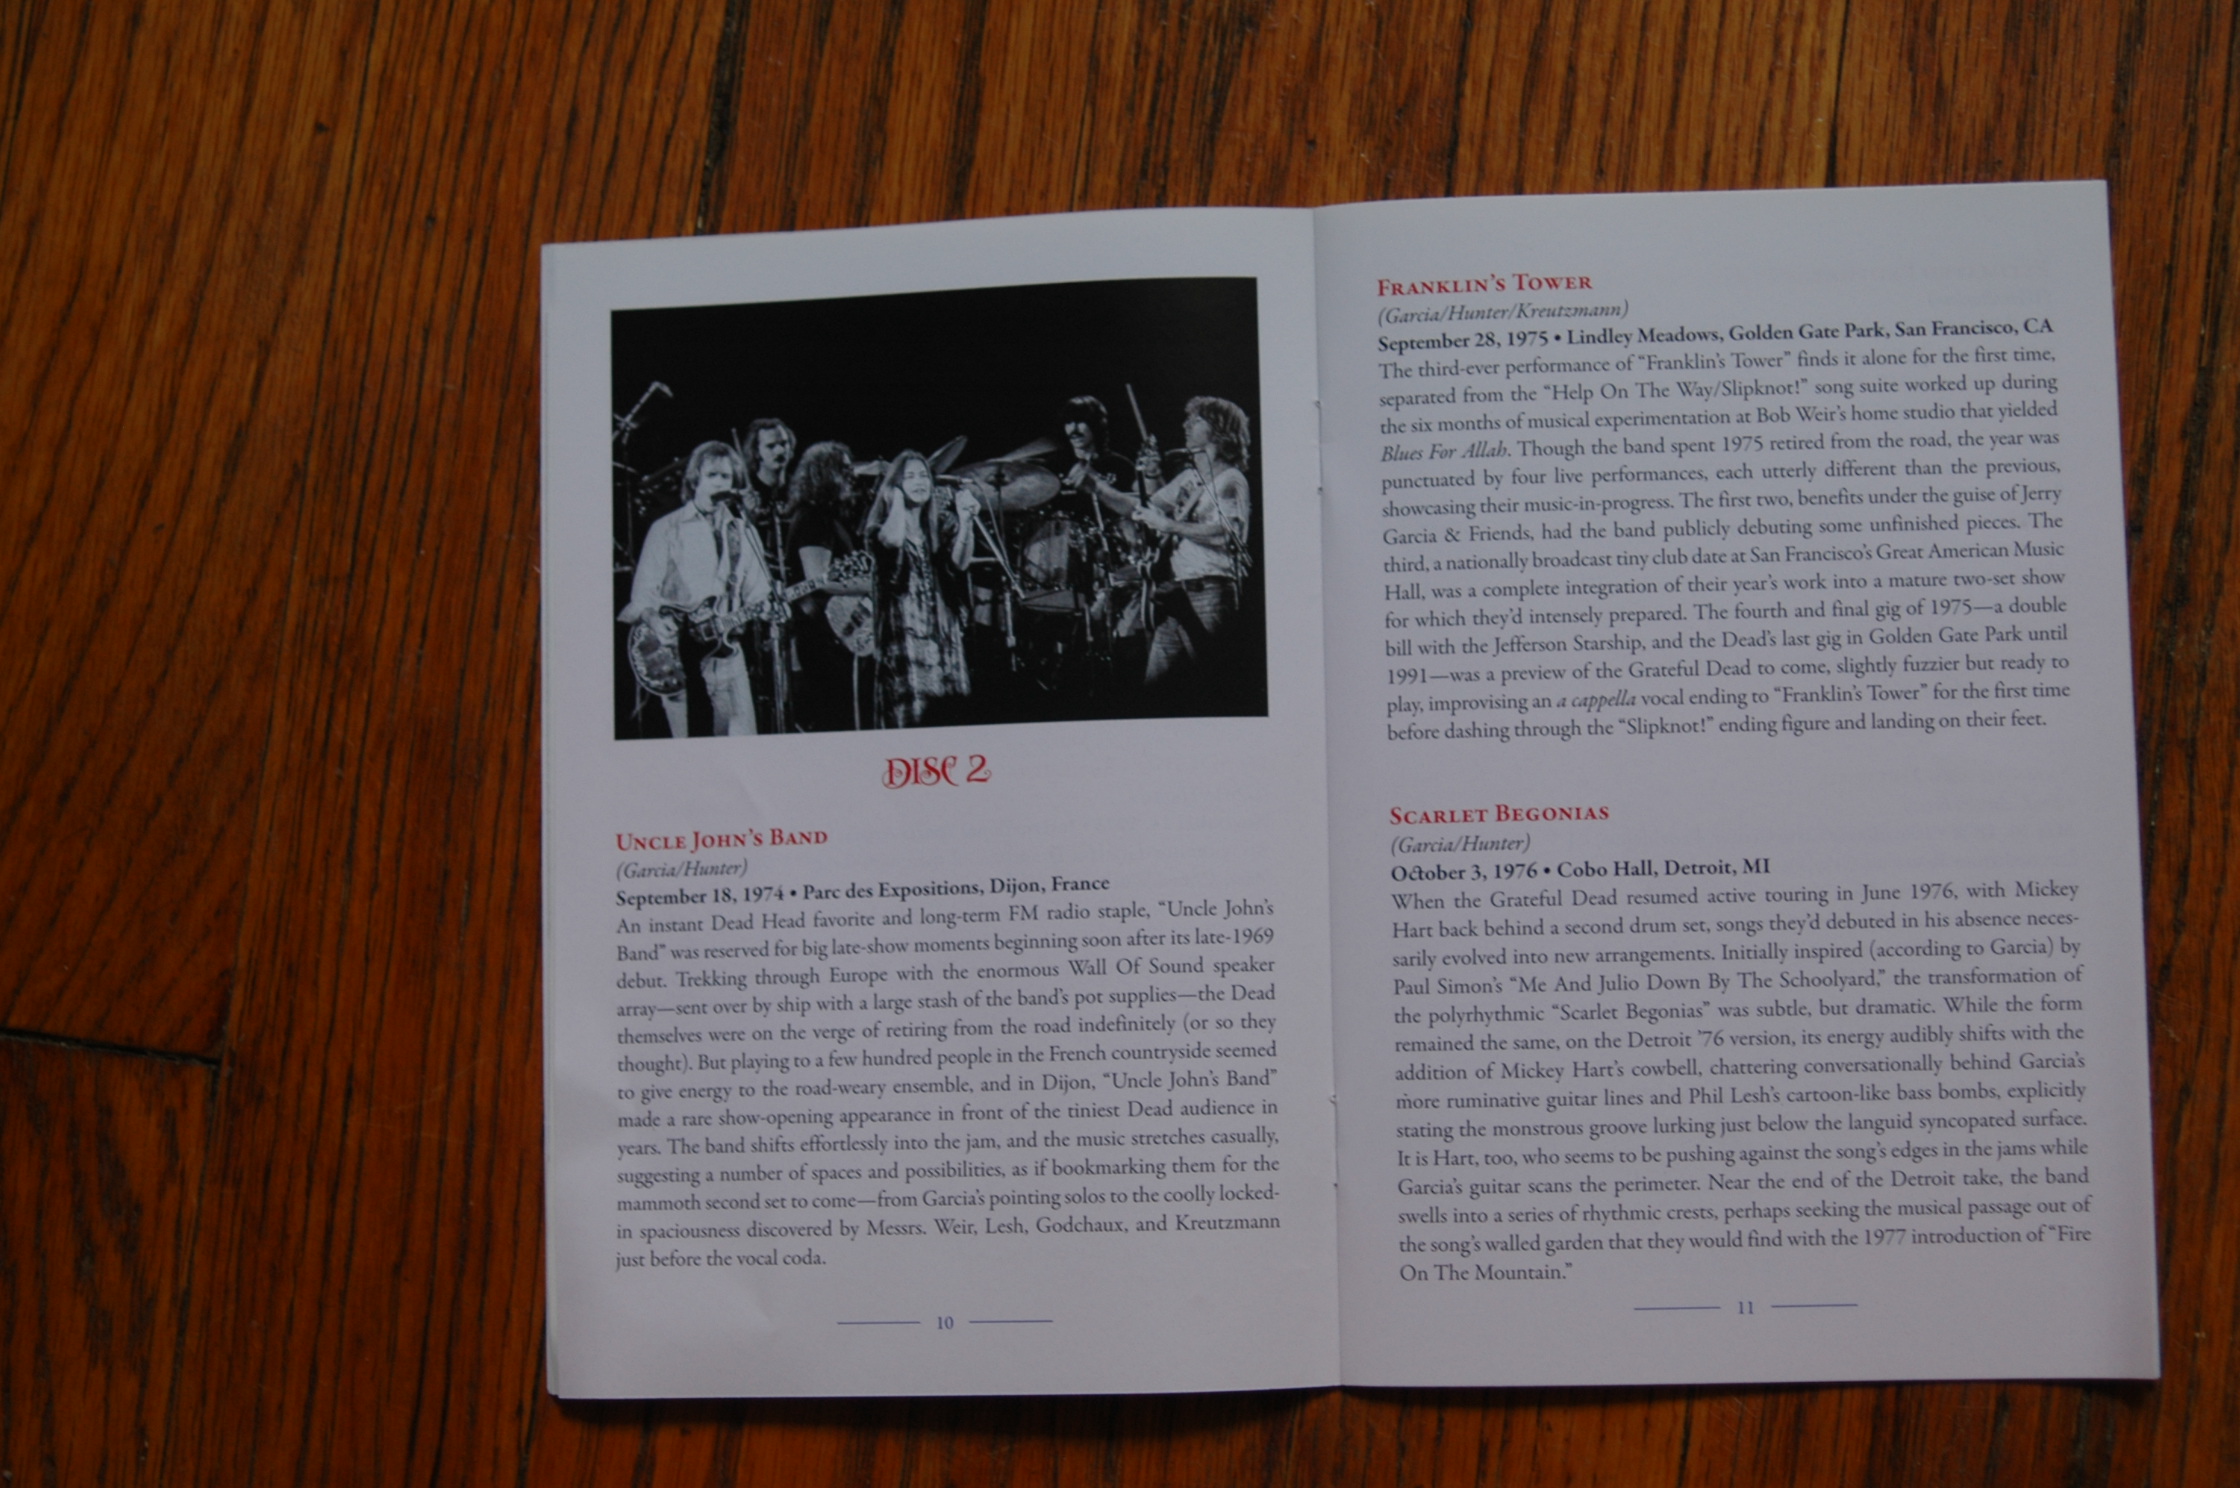 DISC 2
UNCLE JOHN'S BAND
(Garcia/Hunter)
September 18, 1974 • Parc des Expositions, Dijon, France
An instant Dead Head favorite and long-term FM radio staple, “Uncle John's
Band” was reserved for big late-show moments beginning soon after its late-1969
debut. Trekking through Europe with the enormous Wall Of Sound speaker
array—sent over by ship with a large stash of the band's pot supplies—the Dead
themselves were on the verge of retiring from the road indefinitely (or so they
thought). But playing to a few hundred people in the French countryside seemed
to give energy to the road-weary ensemble, and in Dijon, “Uncle John's Band”
made a rare show-opening appearance in front of the tiniest Dead audience in
years. The band shifts effortlessly into the jam, and the music stretches casually,
suggesting a number of spaces and possibilities, as if bookmarking them for the
mammoth second set to come—from Garcia's pointing solos to the coolly locked-
in spaciousness discovered by Messrs. Weir, Lesh, Godchaux, and Kreutzmann
just before the vocal coda.
10
FRANKLIN'S TOWER
(Garcia/Hunter/Kreutzmann)
September 28, 1975 • Lindley Meadows, Golden Gate Park, San Francisco, CA
The third-ever performance of “Franklin's Tower” finds it alone for the first time,
separated from the “Help On The Way/Slipknot!” song suite worked up during
the six months of musical experimentation at Bob Weir's home studio that yielded
Blues For Allah. Though the band spent 1975 retired from the road, the year was
punctuated by four live performances, each utterly different than the previous,
showcasing their music-in-progress. The first two, benefits under the guise of Jerry
Garcia & Friends, had the band publicly debuting some unfinished pieces. The
third, a nationally broadcast tiny club date at San Francisco's Great American Music
Hall, was a complete integration of their year's work into a mature two-set show
for which they'd intensely prepared. The fourth and final gig of 1975—a double
bill with the Jefferson Starship, and the Dead's last gig in Golden Gate Park until
1991—was a preview of the Grateful Dead to come, slightly fuzzier but ready to
play, improvising an a cappella vocal ending to “Franklin's Tower” for the first time
before dashing through the “Slipknot!” ending figure and landing on their feet.
SCARLET BEGONIAS
(Garcia/Hunter)
October 3, 1976 • Cobo Hall, Detroit, MI
When the Grateful Dead resumed active touring in June 1976, with Mickey
Hart back behind a second drum set, songs they'd debuted in his absence neces-
sarily evolved into new arrangements. Initially inspired (according to Garcia) by
Paul Simon's “Me And Julio Down By The Schoolyard,” the transformation of
the polyrhythmic “Scarlet Begonias” was subtle, but dramatic. While the form
remained the same, on the Detroit '76 version, its energy audibly shifts with the
addition of Mickey Hart's cowbell, chattering conversationally behind Garcia's
more ruminative guitar lines and Phil Lesh's cartoon-like bass bombs, explicitly
stating the monstrous groove lurking just below the languid syncopated surface.
It is Hart, too, who seems to be pushing against the song's edges in the jams while
Garcia's guitar scans the perimeter. Near the end of the Detroit take, the band
swells into a series of rhythmic crests, perhaps seeking the musical passage out of
the song's walled garden that they would find with the 1977 introduction of “Fire
On The Mountain.”
11